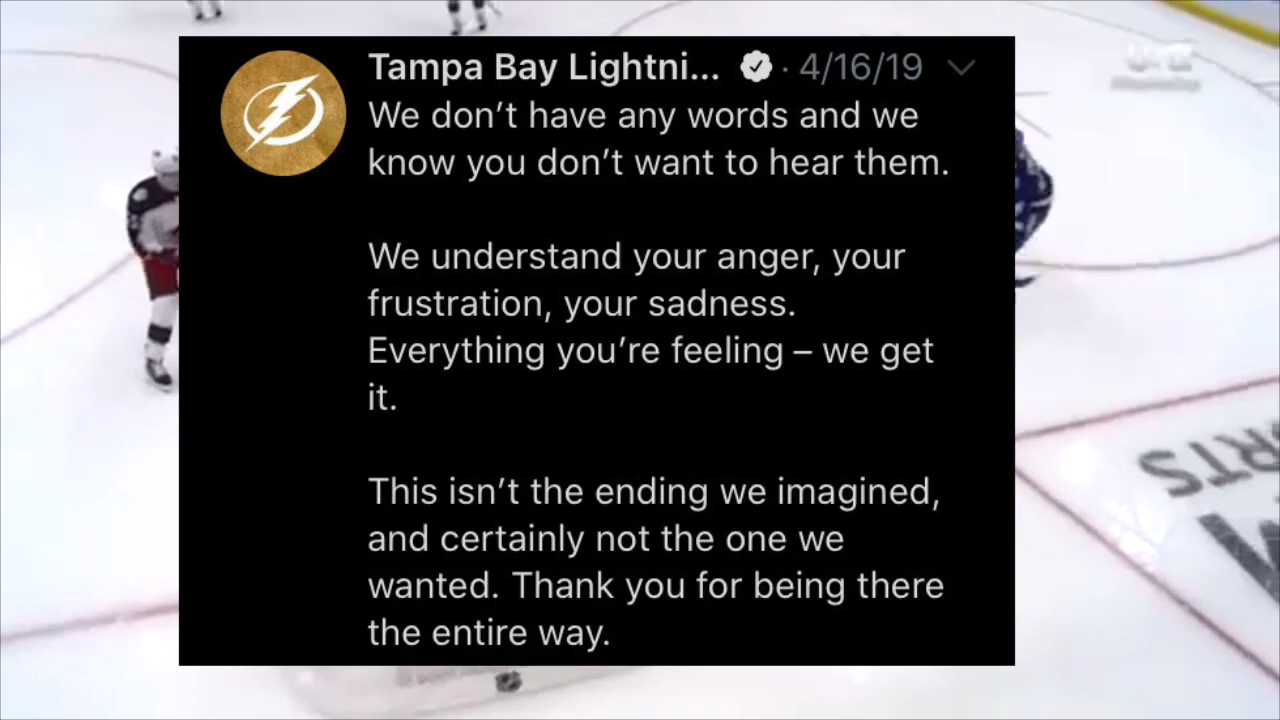 Tampa Bay Lightni... · 4/16/19
We don’t have any words and we
know you don’t want to hear them.
We understand your anger, your
frustration, your sadness.
Everything you’re feeling – we get
it.
This isn’t the ending we imagined,
and certainly not the one we
wanted. Thank you for being there
the entire way.